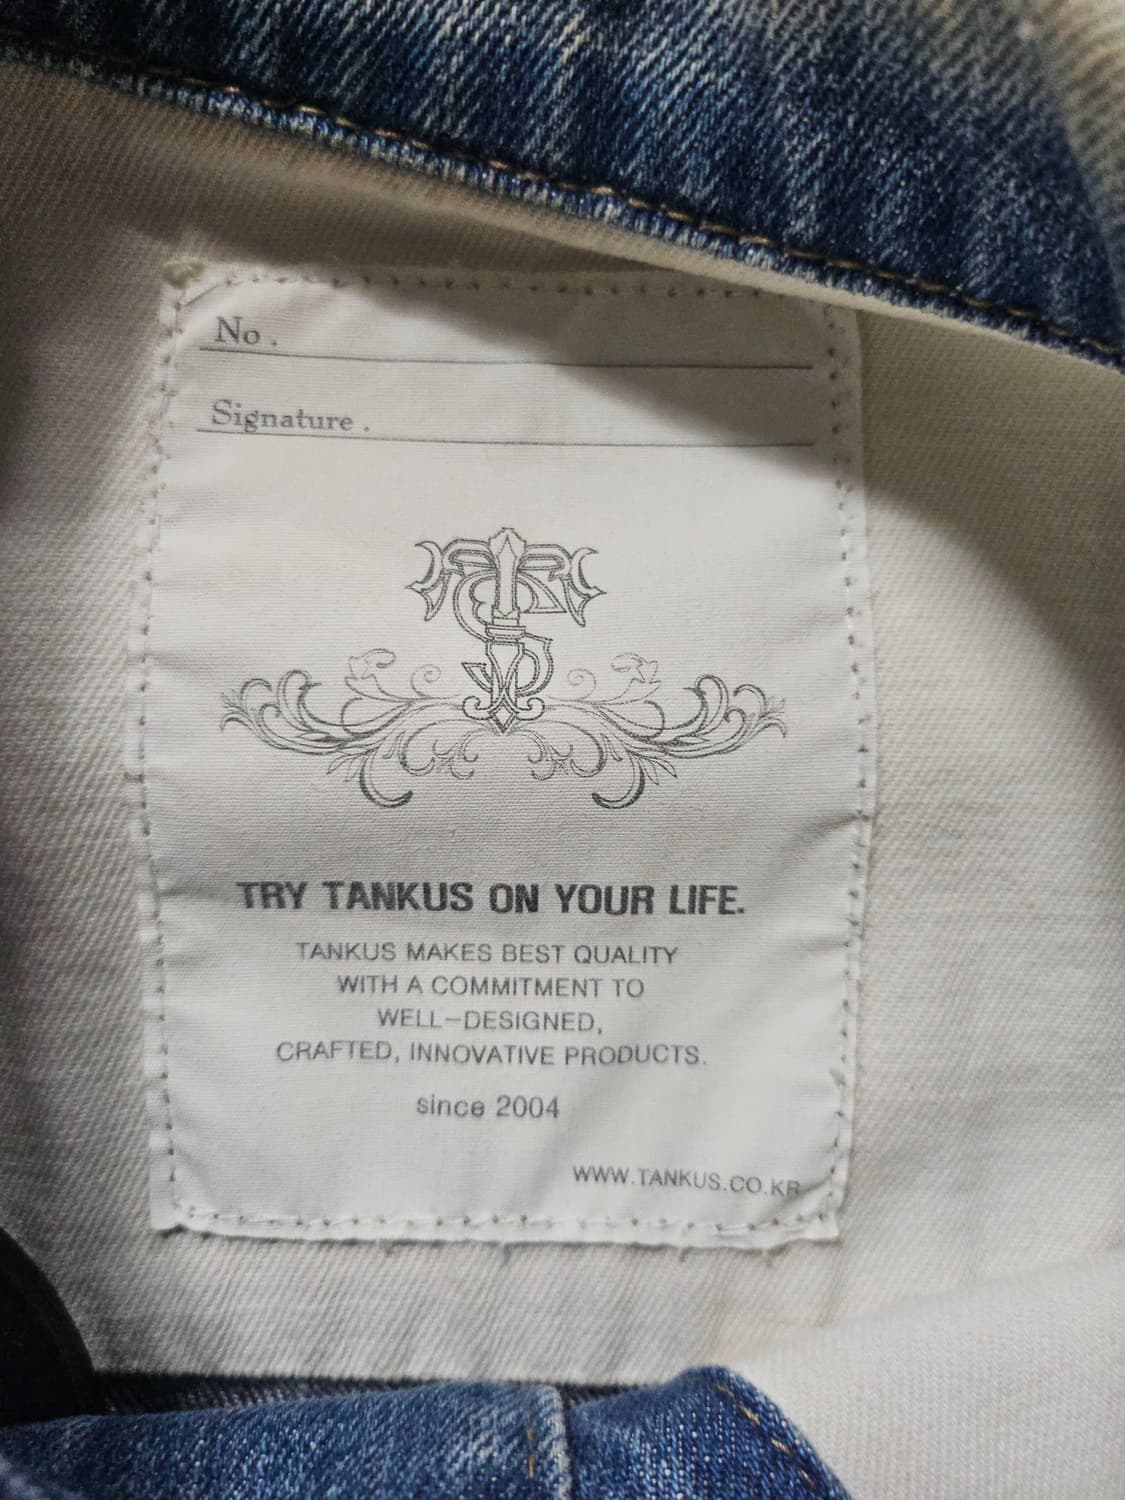 No.
Signature.
TS
TRY TANKUS ON YOUR LIFE.
TANKUS MAKES BEST QUALITY
WITH A COMMITMENT TO
WELL-DESIGNED,
CRAFTED, INNOVATIVE PRODUCTS.
since 2004
WWW.TANKUS.CO.KR